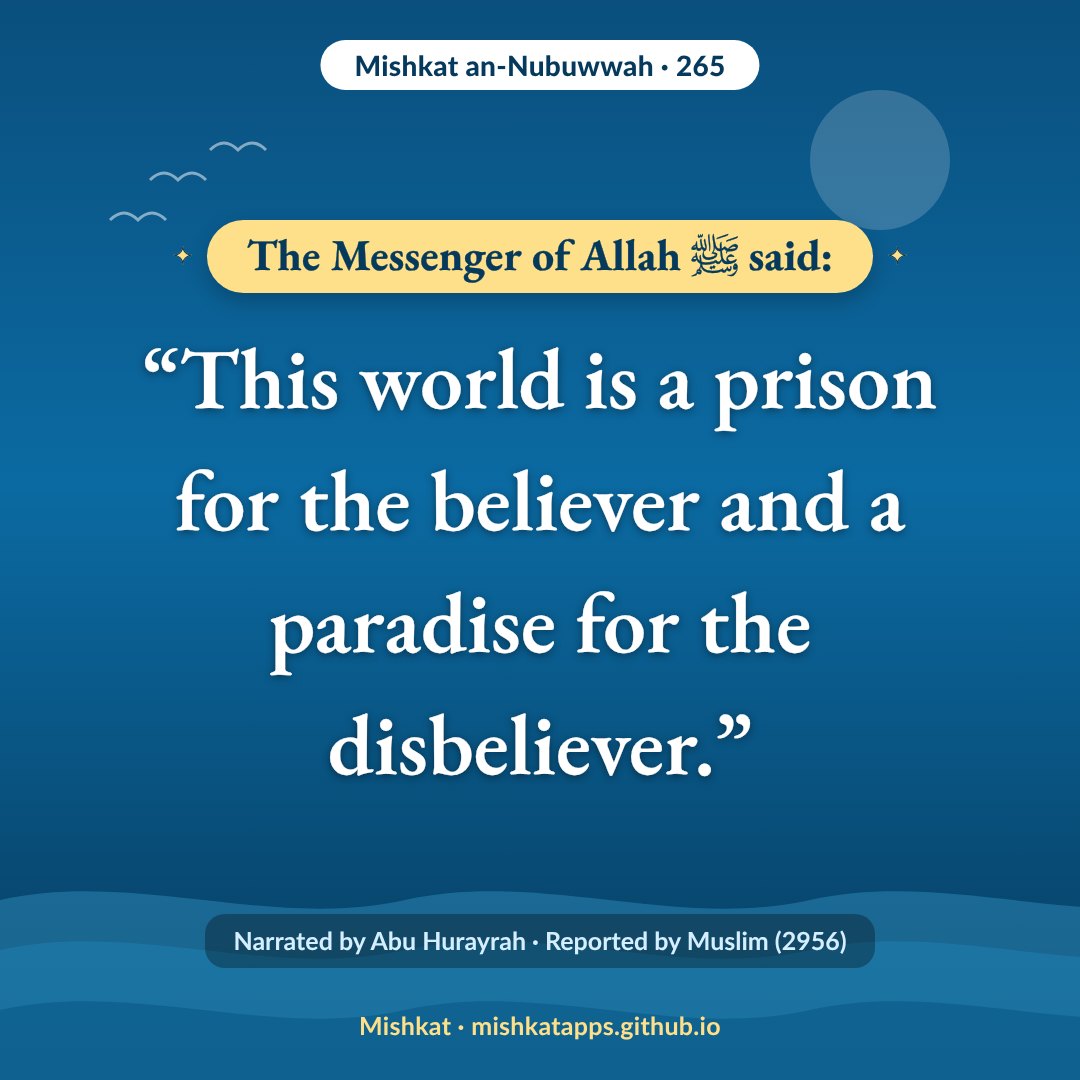 Mishkat an-Nubuwwah · 265
The Messenger of Allah ﷺ said:
“This world is a prison
for the believer and a
paradise for the
disbeliever.”
Narrated by Abu Hurayrah · Reported by Muslim (2956)
Mishkat · mishkatapps.github.io